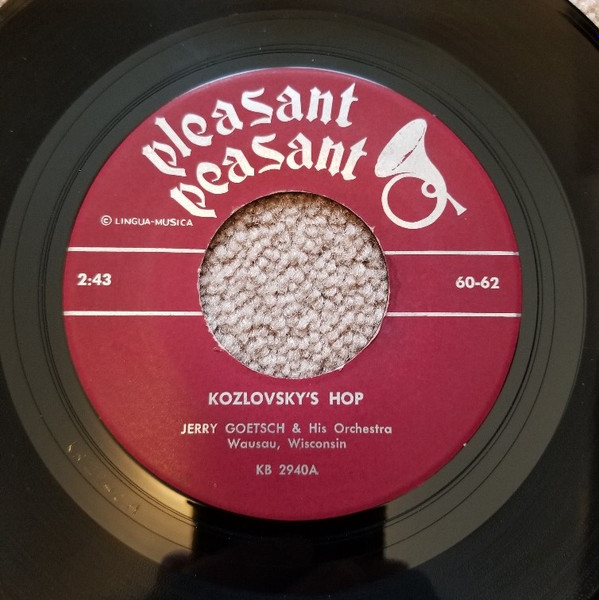 pleasant
peasant
© LINGUA-MUSICA
2:43
60-62
KOZLOVSKY'S HOP
JERRY GOETSCH & His Orchestra
Wausau, Wisconsin
KB 2940A